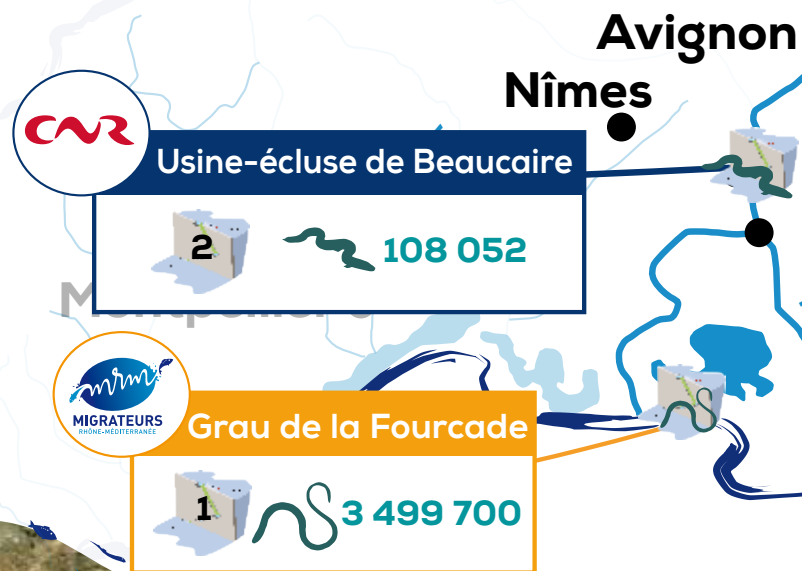 Avignon
Nîmes
CNR
Usine-écluse de Beaucaire
2
108 052
Montpellier
mrm
MIGRATEURS
RHÔNE-MÉDITERRANÉE
Grau de la Fourcade
1
3 499 700